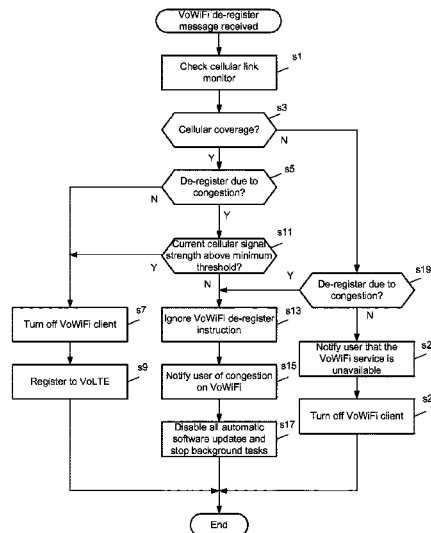 VoWiFi de-register
message received
s1
Check cellular link
monitor
s3
Cellular coverage?
N
Y
s5
De-register due to
congestion?
N
Y
s11
Current cellular signal
strength above minimum
threshold?
Y
N
s19
De-register due to
congestion?
Y
N
s7
Turn off VoWiFi client
s13
Ignore VoWiFi de-register
instruction
s2
Notify user that the
VoWiFi service is
unavailable
s9
Register to VoLTE
s15
Notify user of congestion
on VoWiFi
s2
Turn off VoWiFi client
s17
Disable all automatic
software updates and
stop background tasks
End